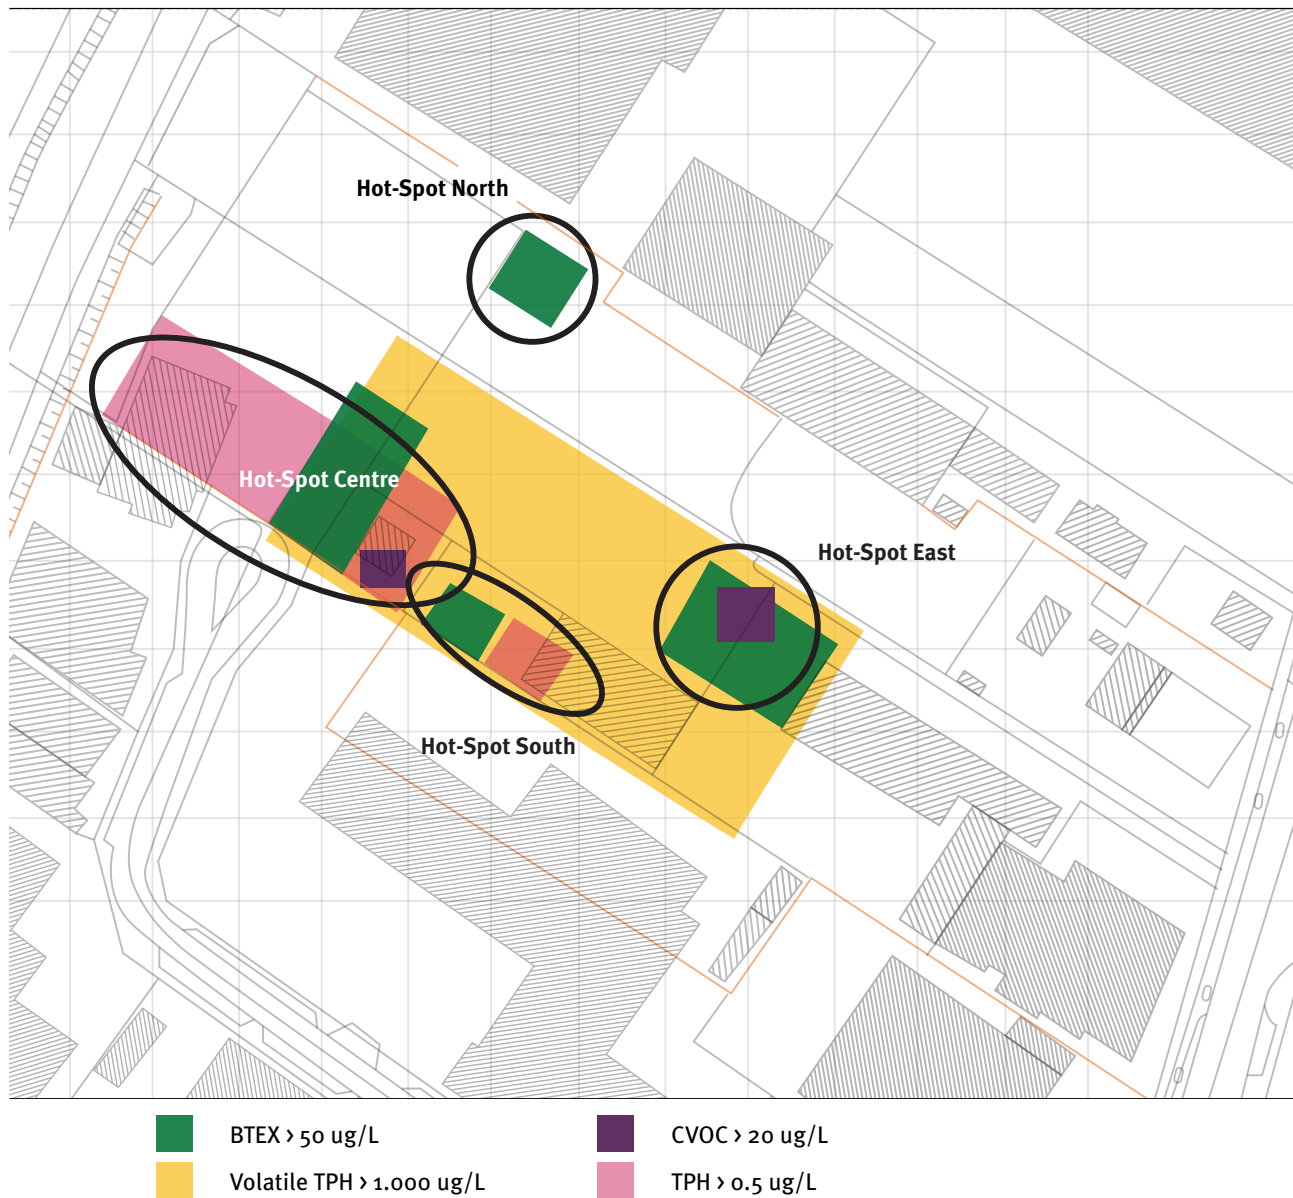 Hot-Spot North
Hot-Spot Centre
Hot-Spot East
Hot-Spot South
BTEX > 50 ug/L
CVOC > 20 ug/L
Volatile TPH > 1.000 ug/L
TPH > 0.5 ug/L